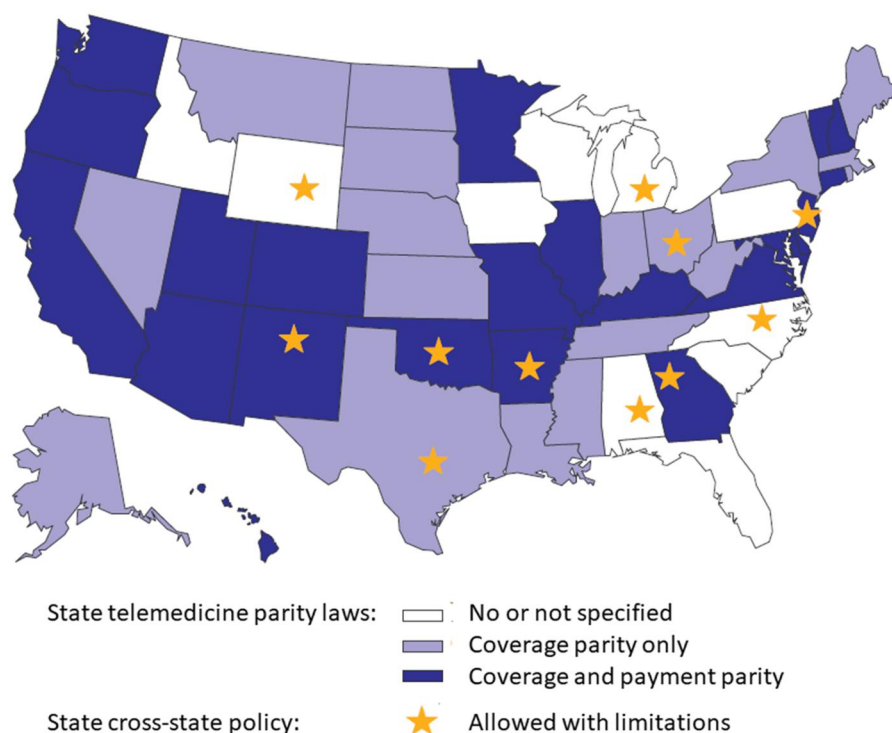 State telemedicine parity laws: No or not specified
Coverage parity only
Coverage and payment parity
State cross-state policy: Allowed with limitations